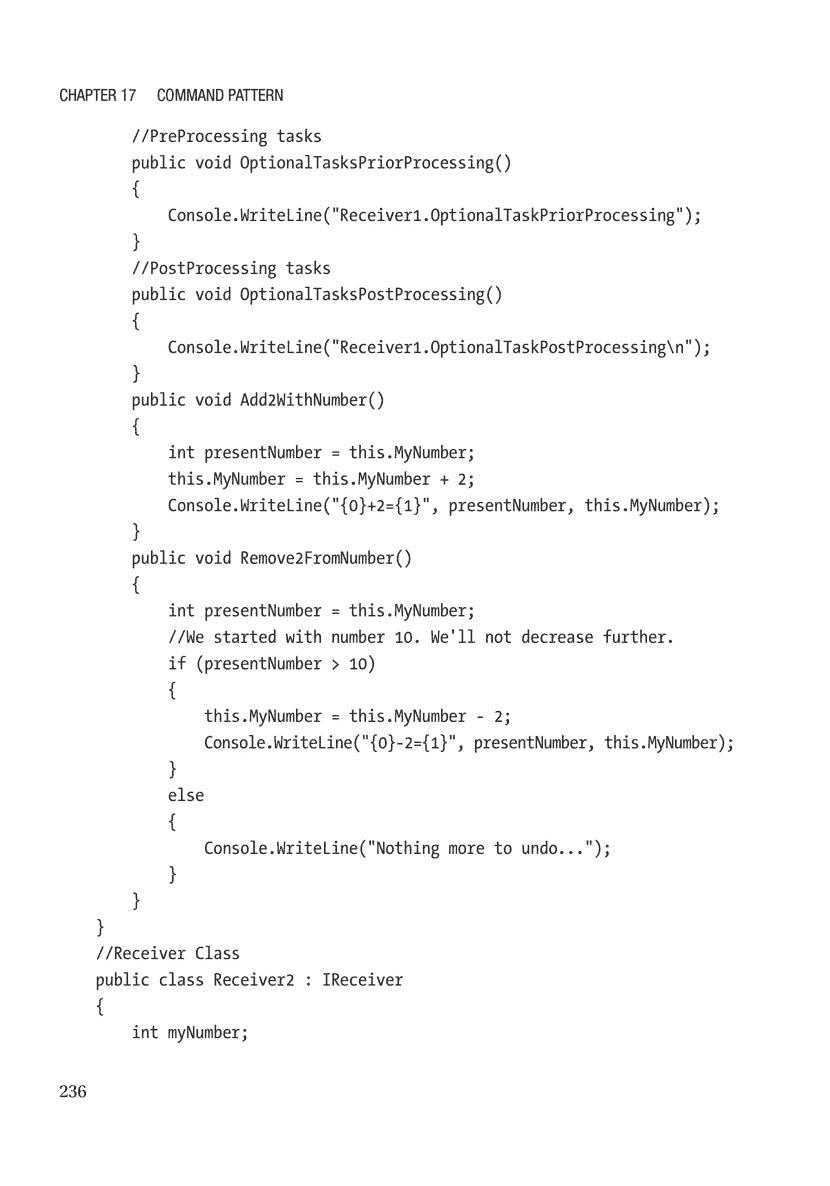 CHAPTER 17 COMMAND PATTERN
//PreProcessing tasks
public void OptionalTasksPriorProcessing()
{
Console.WriteLine("Receiver1.OptionalTaskPriorProcessing");
}
//PostProcessing tasks
public void OptionalTasksPostProcessing()
{
Console.WriteLine("Receiver1.OptionalTaskPostProcessing\n");
}
public void Add2WithNumber()
{
int presentNumber = this.MyNumber;
this.MyNumber = this.MyNumber + 2;
Console.WriteLine("{0}+2={1}", presentNumber, this.MyNumber);
}
public void Remove2FromNumber()
{
int presentNumber = this.MyNumber;
//We started with number 10. We'll not decrease further.
if (presentNumber > 10)
{
this.MyNumber = this.MyNumber - 2;
Console.WriteLine("{0}-2={1}", presentNumber, this.MyNumber);
}
else
{
Console.WriteLine("Nothing more to undo...");
}
}
}
//Receiver Class
public class Receiver2 : IReceiver
{
int myNumber;
236